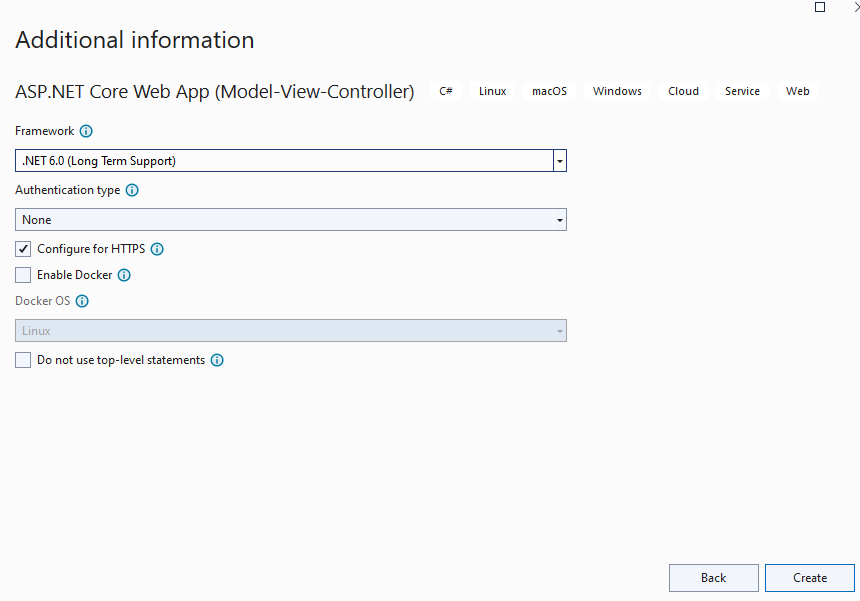 Additional information
ASP.NET Core Web App (Model-View-Controller) C# Linux macOS Windows Cloud Service Web
Framework
.NET 6.0 (Long Term Support)
Authentication type
None
Configure for HTTPS
Enable Docker
Docker OS
Linux
Do not use top-level statements
Back Create